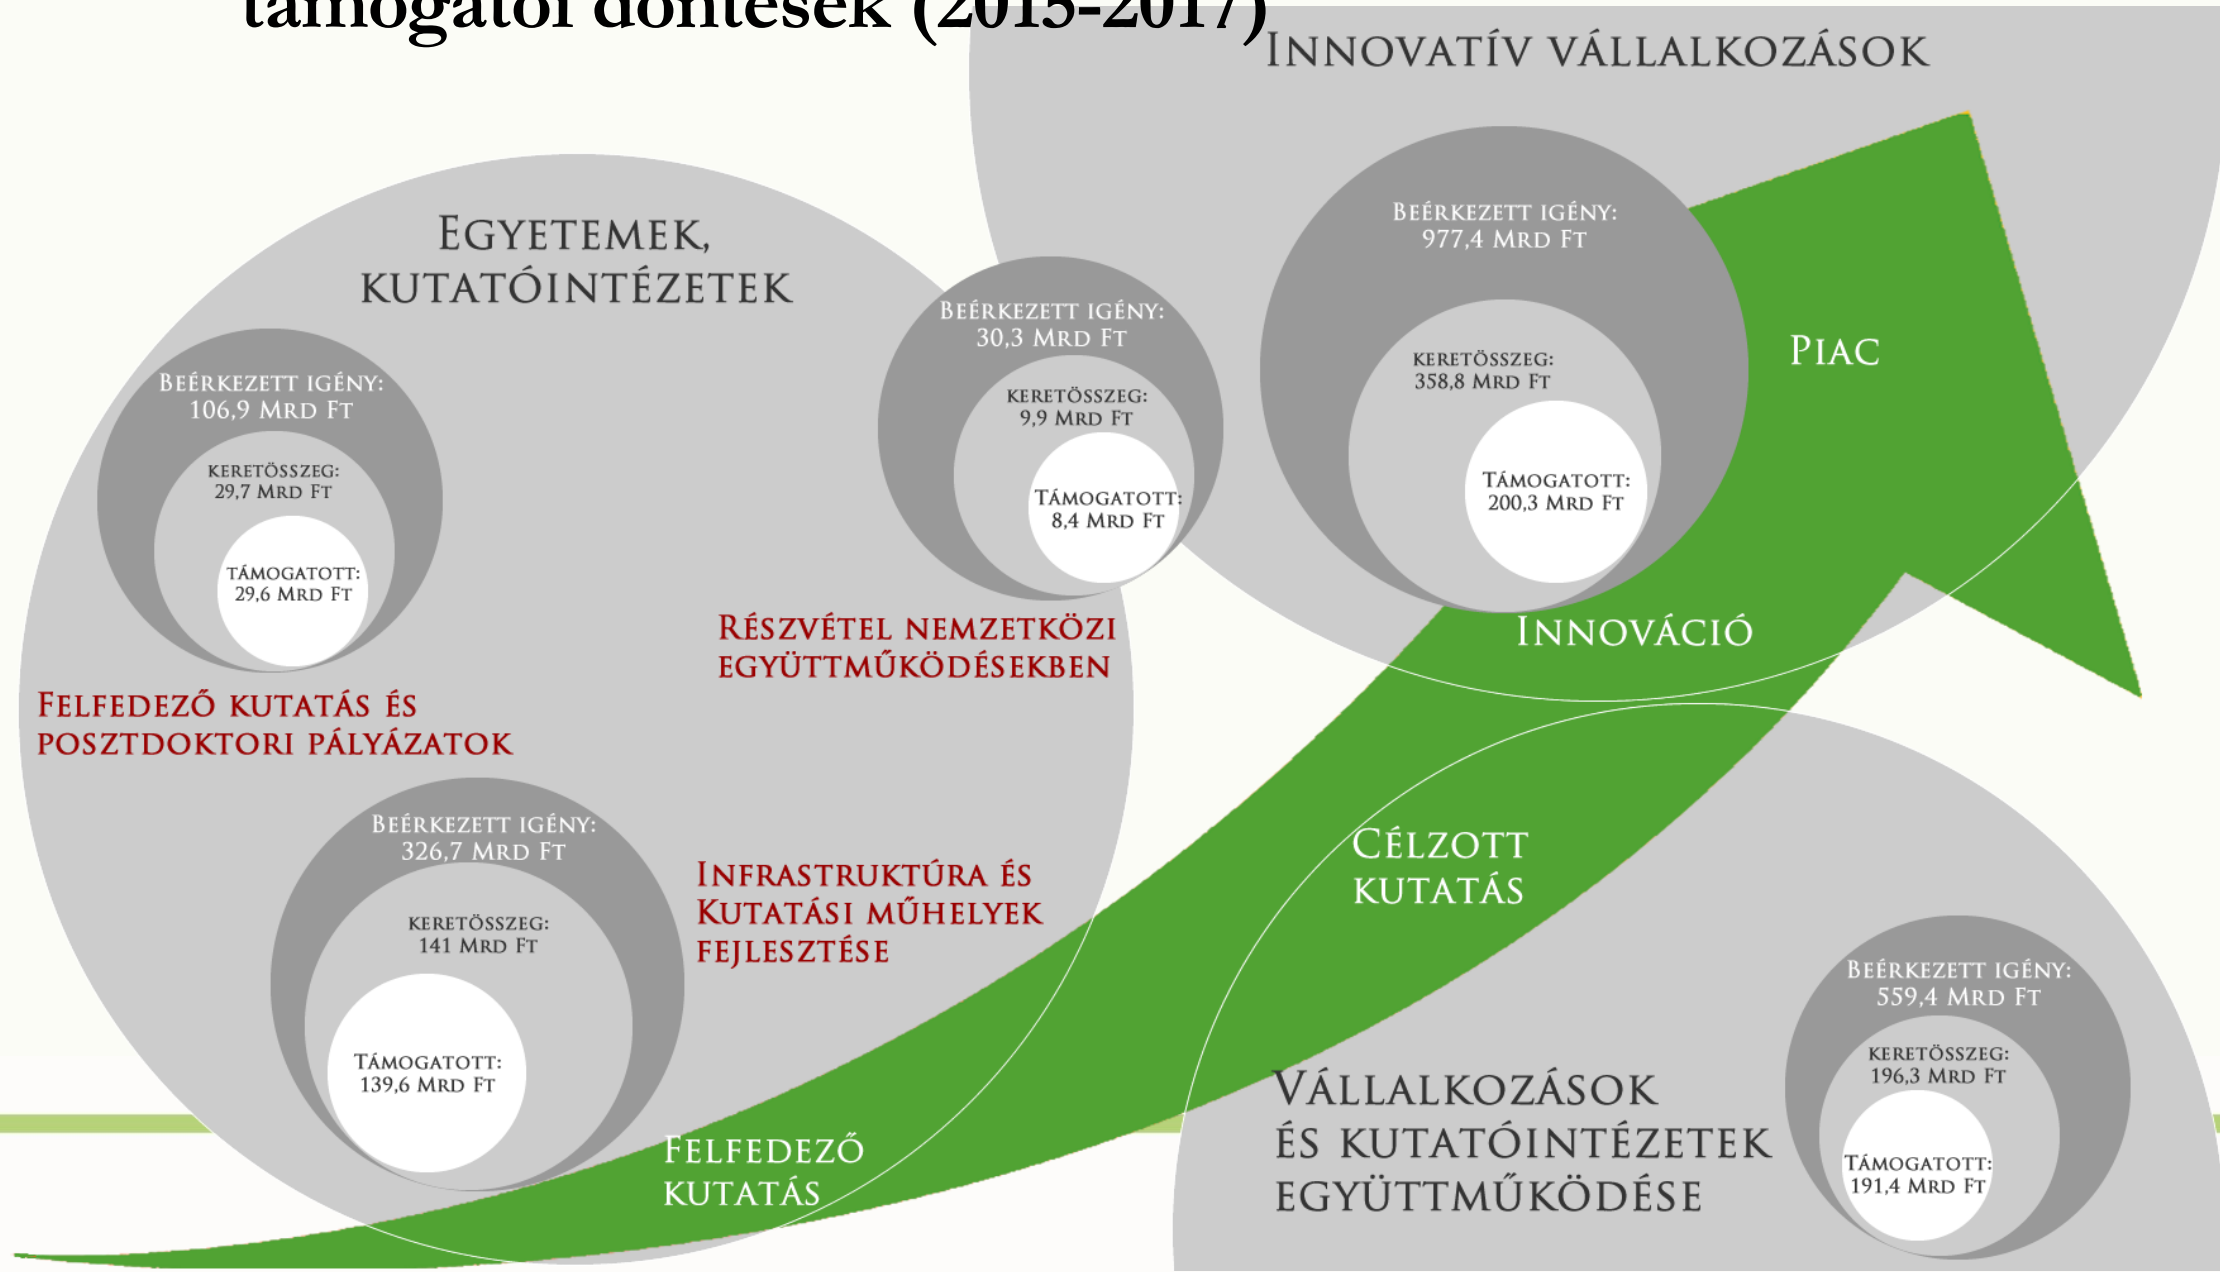 támogatói döntések (2015-2017)
Innovatív vállalkozások
Egyetemek,
kutatóintézetek
Beérkezett igény:
106,9 Mrd Ft
keretösszeg:
29,7 Mrd Ft
támogatott:
29,6 Mrd Ft
Felfedező kutatás és
posztdoktori pályázatok
Beérkezett igény:
30,3 Mrd Ft
keretösszeg:
9,9 Mrd Ft
Támogatott:
8,4 Mrd Ft
Részvétel nemzetközi
együttműködésekben
Beérkezett igény:
977,4 Mrd Ft
keretösszeg:
358,8 Mrd Ft
Támogatott:
200,3 Mrd Ft
Piac
Innováció
Beérkezett igény:
326,7 Mrd Ft
keretösszeg:
141 Mrd Ft
Támogatott:
139,6 Mrd Ft
Infrastruktúra és
Kutatási műhelyek
fejlesztése
Célzott
kutatás
Felfedező
kutatás
Vállalkozások
és kutatóintézetek
együttműködése
Beérkezett igény:
559,4 Mrd Ft
keretösszeg:
196,3 Mrd Ft
Támogatott:
191,4 Mrd Ft